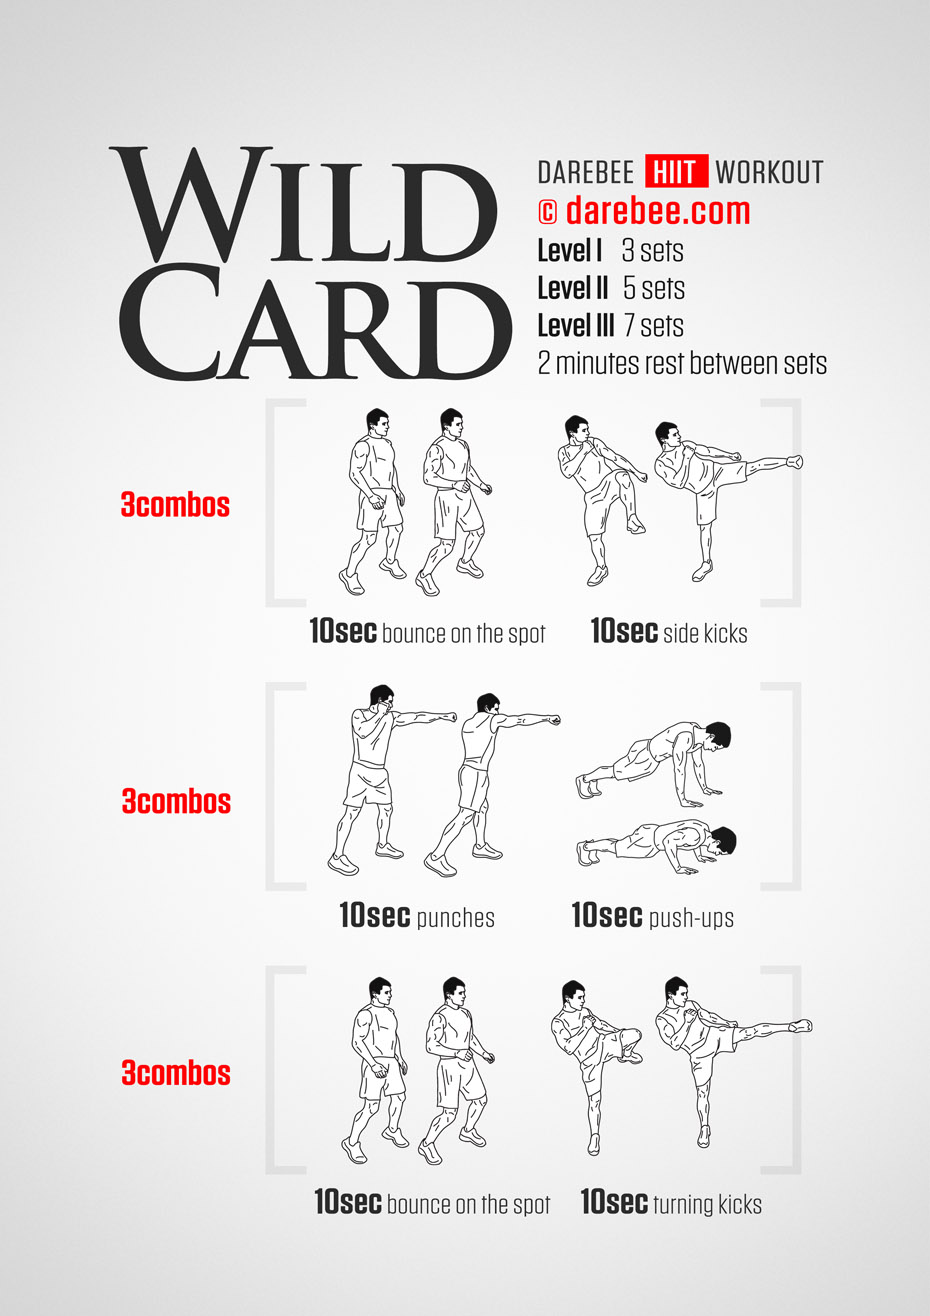 WILD
CARD
DAREBEE HIIT WORKOUT
© darebee.com
Level I 3 sets
Level II 5 sets
Level III 7 sets
2 minutes rest between sets
3combos
10sec bounce on the spot
10sec side kicks
3combos
10sec punches
10sec push-ups
3combos
10sec bounce on the spot
10sec turning kicks